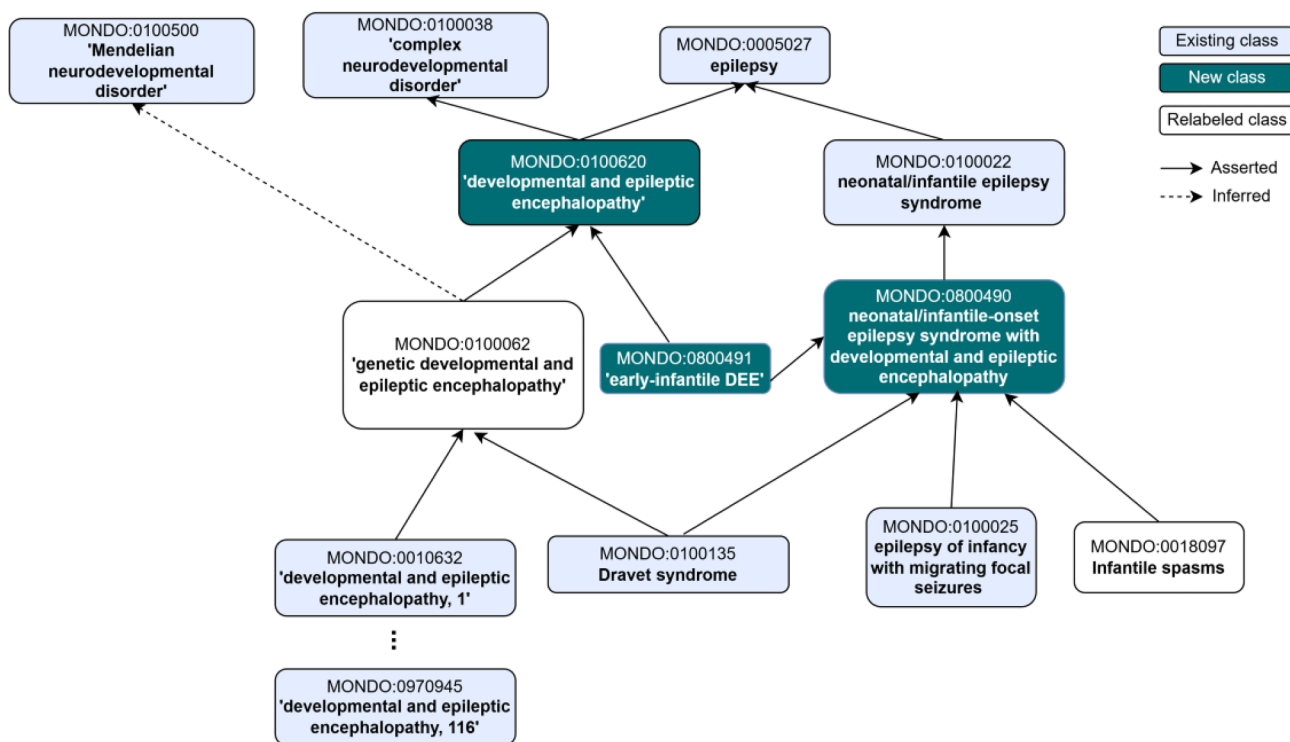 MONDO:0100500
'Mendelian
neurodevelopmental
disorder'
MONDO:0100038
'complex
neurodevelopmental
disorder'
MONDO:0005027
epilepsy
Existing class
New class
Relabeled class
Asserted
Inferred
MONDO:0100620
'developmental and epileptic
encephalopathy'
MONDO:0100022
neonatal/infantile epilepsy
syndrome
MONDO:0100062
'genetic developmental and
epileptic encephalopathy'
MONDO:0800491
'early-infantile DEE'
MONDO:0800490
neonatal/infantile-onset
epilepsy syndrome with
developmental and epileptic
encephalopathy
MONDO:0010632
'developmental and epileptic
encephalopathy, 1'
...
MONDO:0970945
'developmental and epileptic
encephalopathy, 116'
MONDO:0100135
Dravet syndrome
MONDO:0100025
epilepsy of infancy
with migrating focal
seizures
MONDO:0018097
Infantile spasms